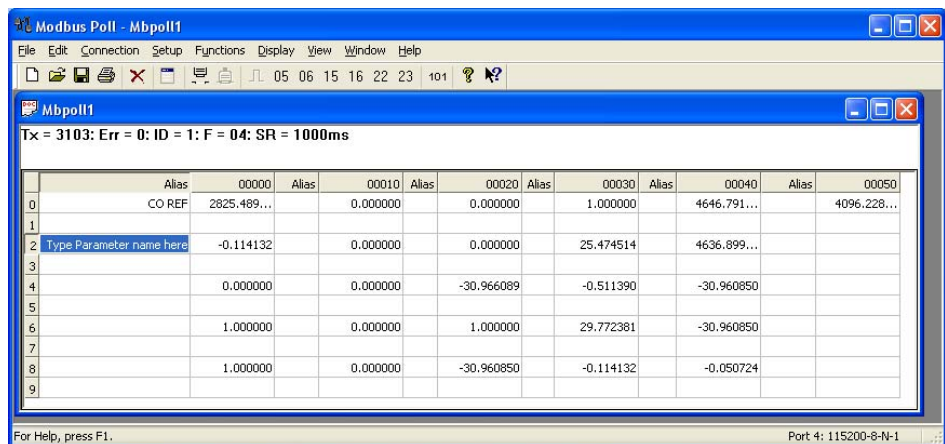 Modbus Poll - Mbpoll1
File Edit Connection Setup Functions Display View Window Help
05 06 15 16 22 23 101
Mbpoll1
Tx = 3103: Err = 0: ID = 1: F = 04: SR = 1000ms
Alias 00000 Alias 00010 Alias 00020 Alias 00030 Alias 00040 Alias 00050
0 CO REF 2825.489... 0.000000 0.000000 1.000000 4646.791... 4096.228...
1
2 Type Parameter name here -0.114132 0.000000 0.000000 25.474514 4636.899...
3
4 0.000000 0.000000 -30.966089 -0.511390 -30.960850
5
6 1.000000 0.000000 1.000000 29.772381 -30.960850
7
8 1.000000 0.000000 -30.960850 -0.114132 -0.050724
9
For Help, press F1. Port 4: 115200-8-N-1